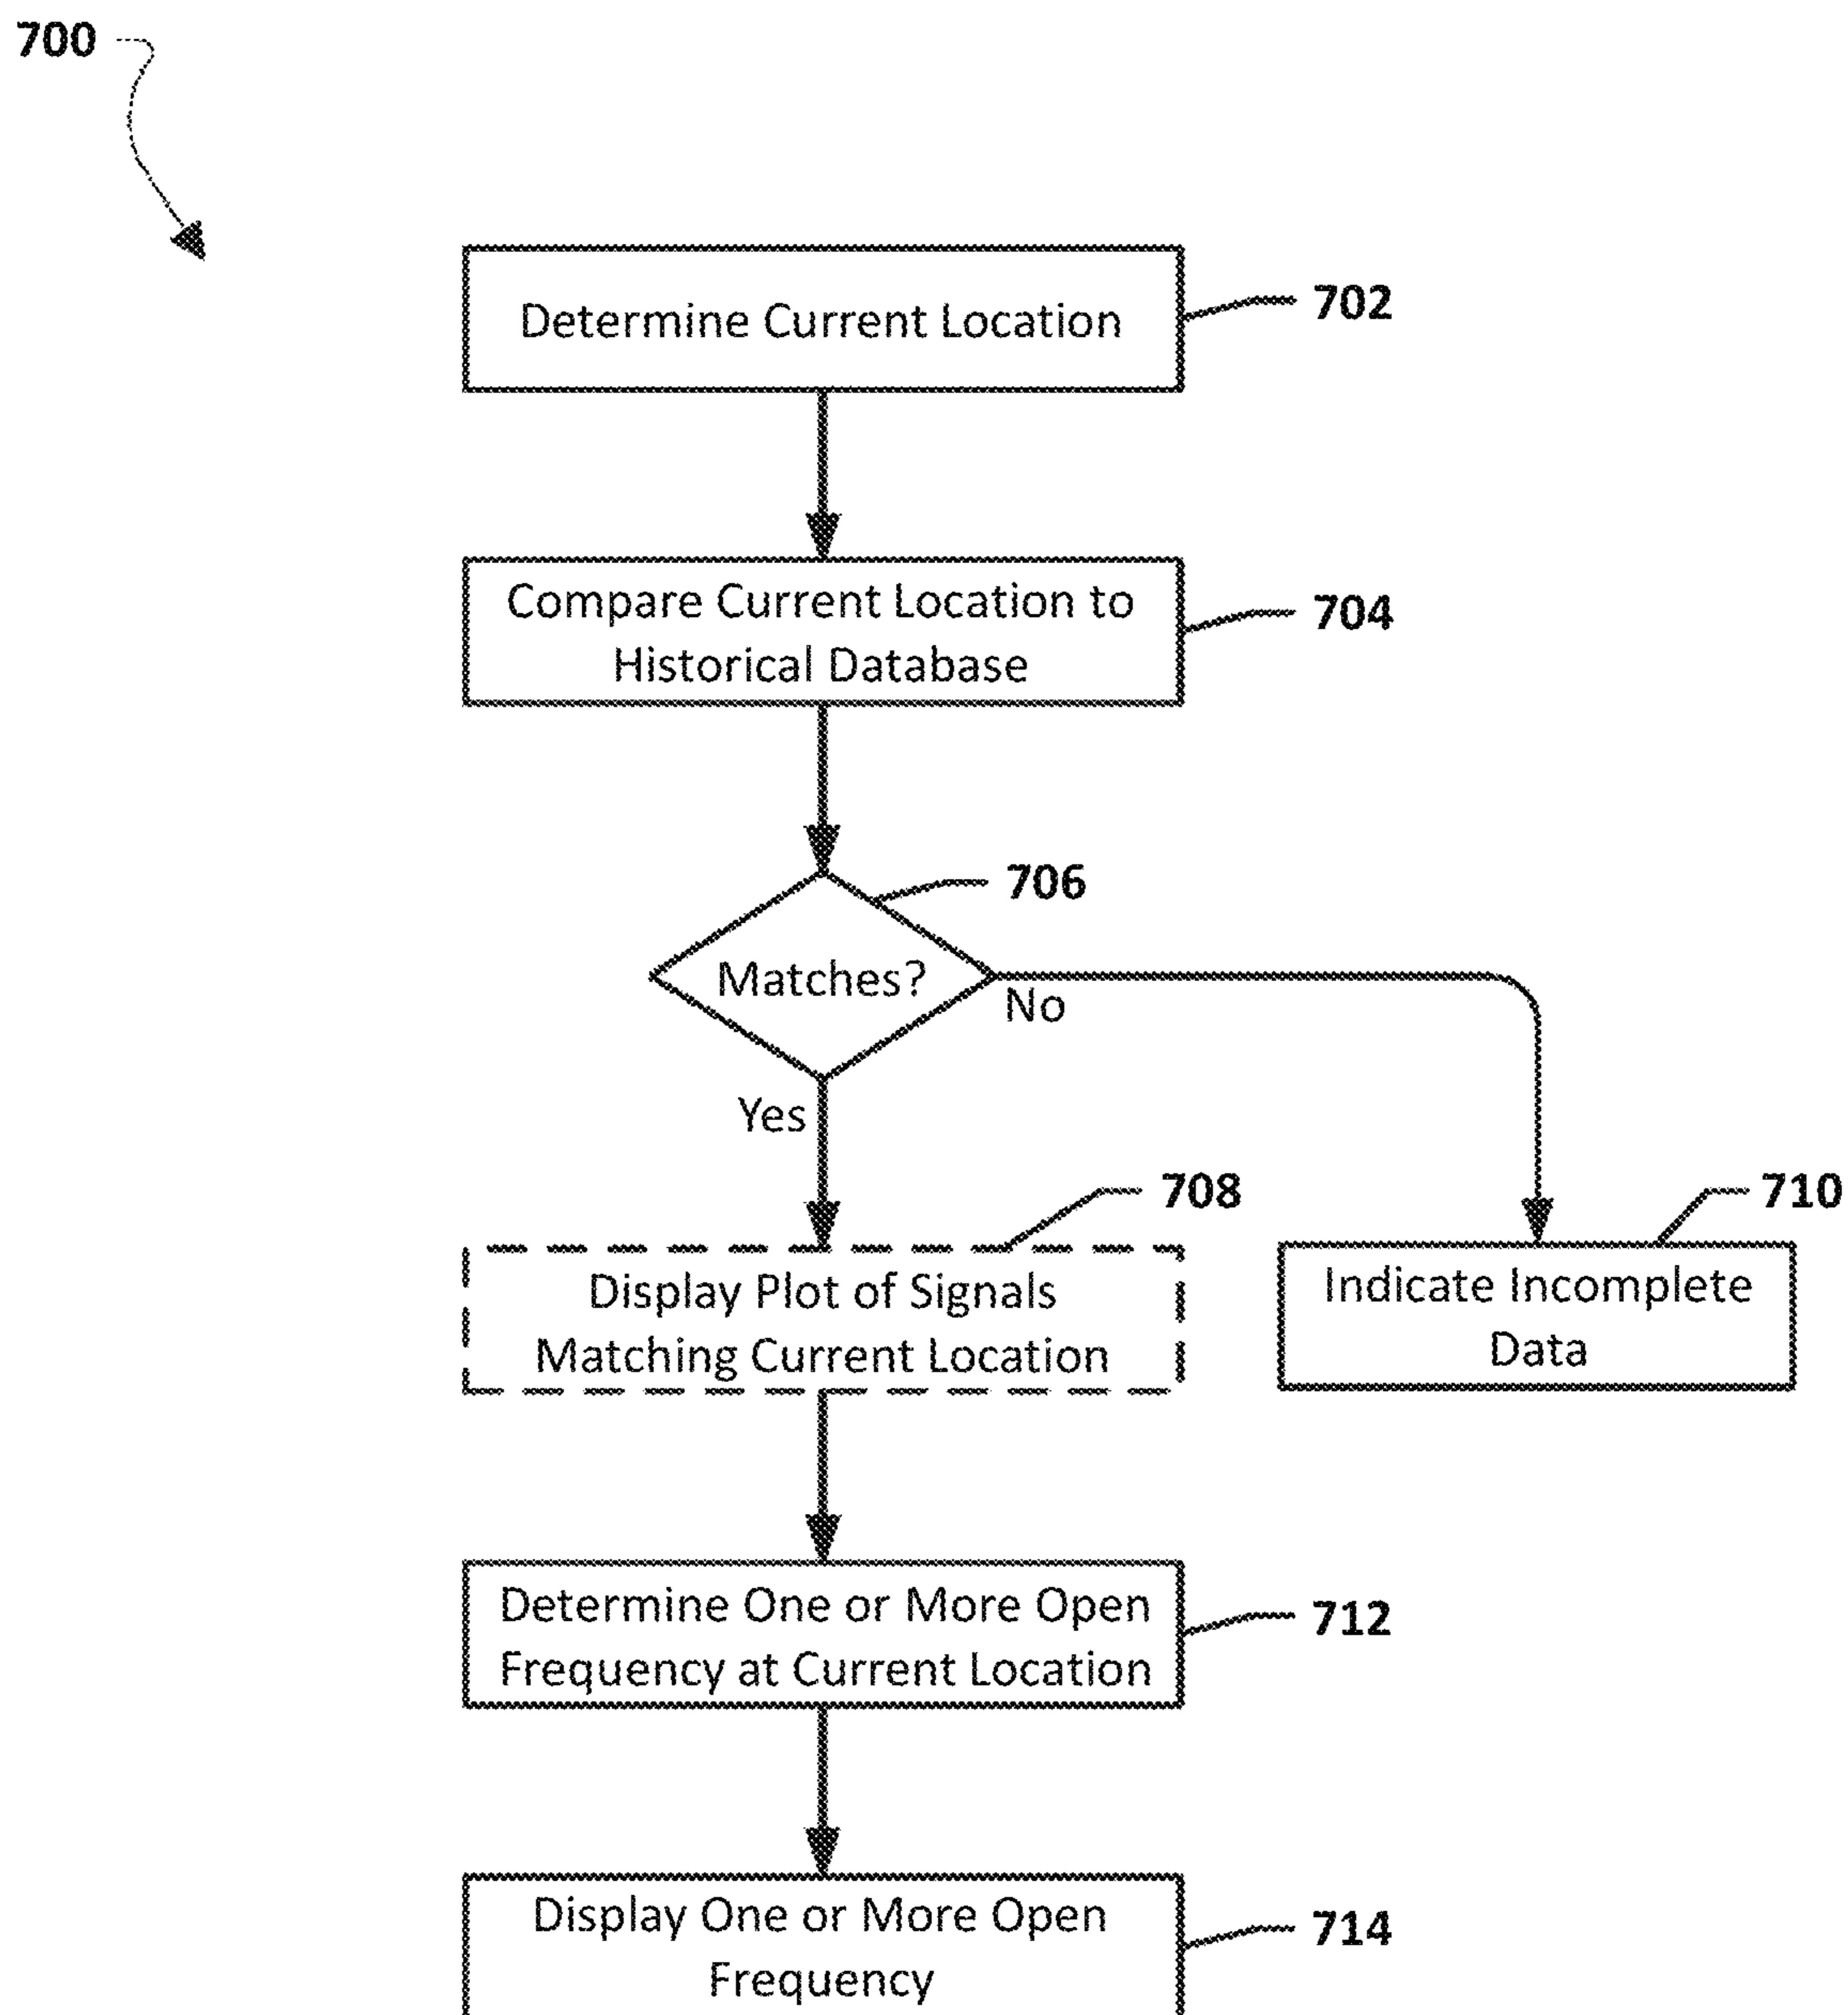 700
Determine Current Location
702
Compare Current Location to
Historical Database
704
706
Matches?
No
Yes
708
710
Display Plot of Signals
Matching Current Location
Indicate Incomplete
Data
Determine One or More Open
Frequency at Current Location
712
Display One or More Open
Frequency
714